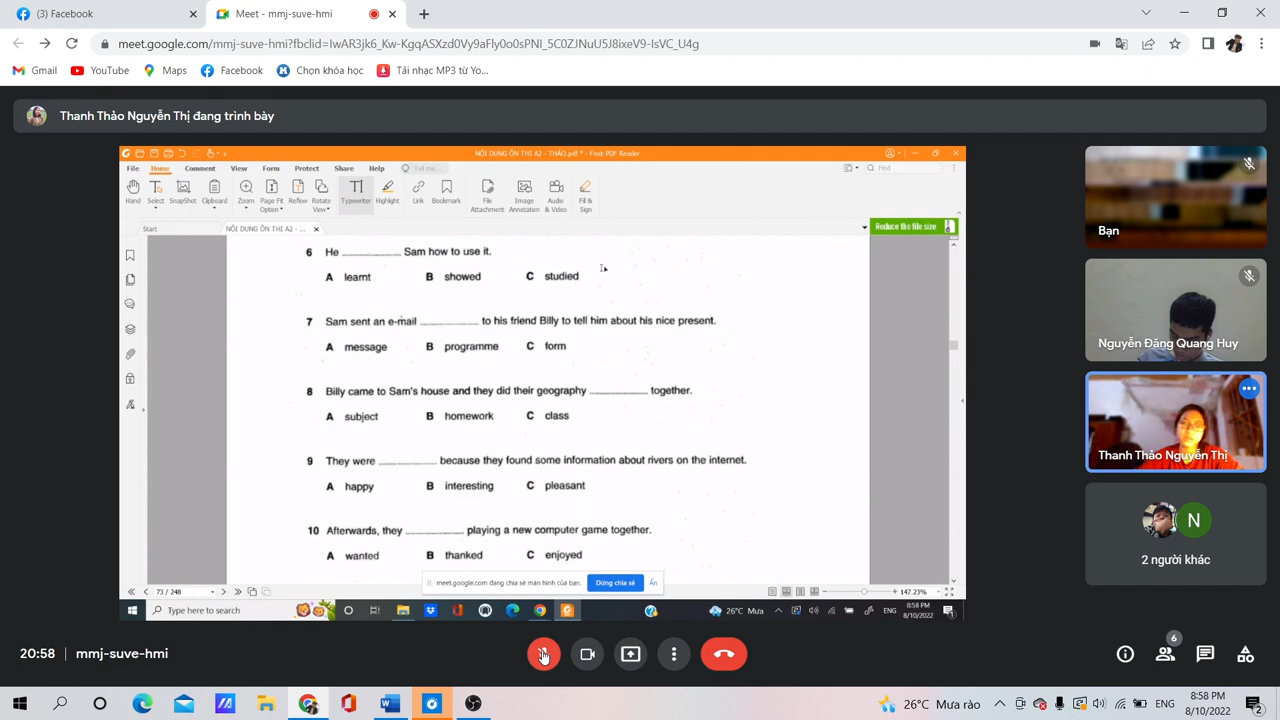 (3) Facebook
Meet - mmj-suve-hmi
meet.google.com/mmj-suve-hmi?fbclid=IwAR3jk6_Kw-KgqASXzd0Vy9aFly0o0sPNI_5C0ZJNuU5J8ixeV9-IsVC_U4g
Gmail YouTube Maps Facebook Chọn khóa học Tải nhạc MP3 từ Yo...
Thanh Thảo Nguyễn Thị đang trình bày
NỘI DUNG ÔN THI A2 - THẢO.pdf * - Foxit PDF Reader
File Home Comment View Form Protect Share Help Tell me... Find
Hand Select SnapShot Clipboard Zoom Page Fit Option Reflow Rotate View Typewriter Highlight Link Bookmark File Attachment Image Annotation Audio & Video Fill & Sign
Start NỘI DUNG ÔN THI A2 - ... Reduce the file size
6 He .................... Sam how to use it.
A learnt B showed C studied
7 Sam sent an e-mail .................... to his friend Billy to tell him about his nice present.
A message B programme C form
8 Billy came to Sam's house and they did their geography .................... together.
A subject B homework C class
9 They were .................... because they found some information about rivers on the internet.
A happy B interesting C pleasant
10 Afterwards, they .................... playing a new computer game together.
A wanted B thanked C enjoyed
meet.google.com đang chia sẻ màn hình của bạn. Dừng chia sẻ Ẩn
73 / 248 147.23%
Type here to search 26°C Mưa ENG 8:58 PM
8/10/2022
Bạn
Nguyễn Đăng Quang Huy
Thanh Thảo Nguyễn Thị
N
2 người khác
20:58 mmj-suve-hmi
6
26°C Mưa rào ENG 8:58 PM
8/10/2022
2